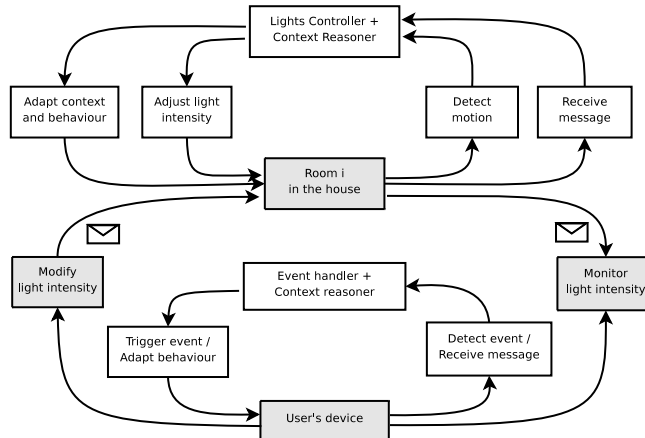 Lights Controller +
Context Reasoner
Adapt context
and behaviour
Adjust light
intensity
Detect
motion
Receive
message
Room i
in the house
Modify
light intensity
Monitor
light intensity
Event handler +
Context reasoner
Trigger event /
Adapt behaviour
Detect event /
Receive message
User's device